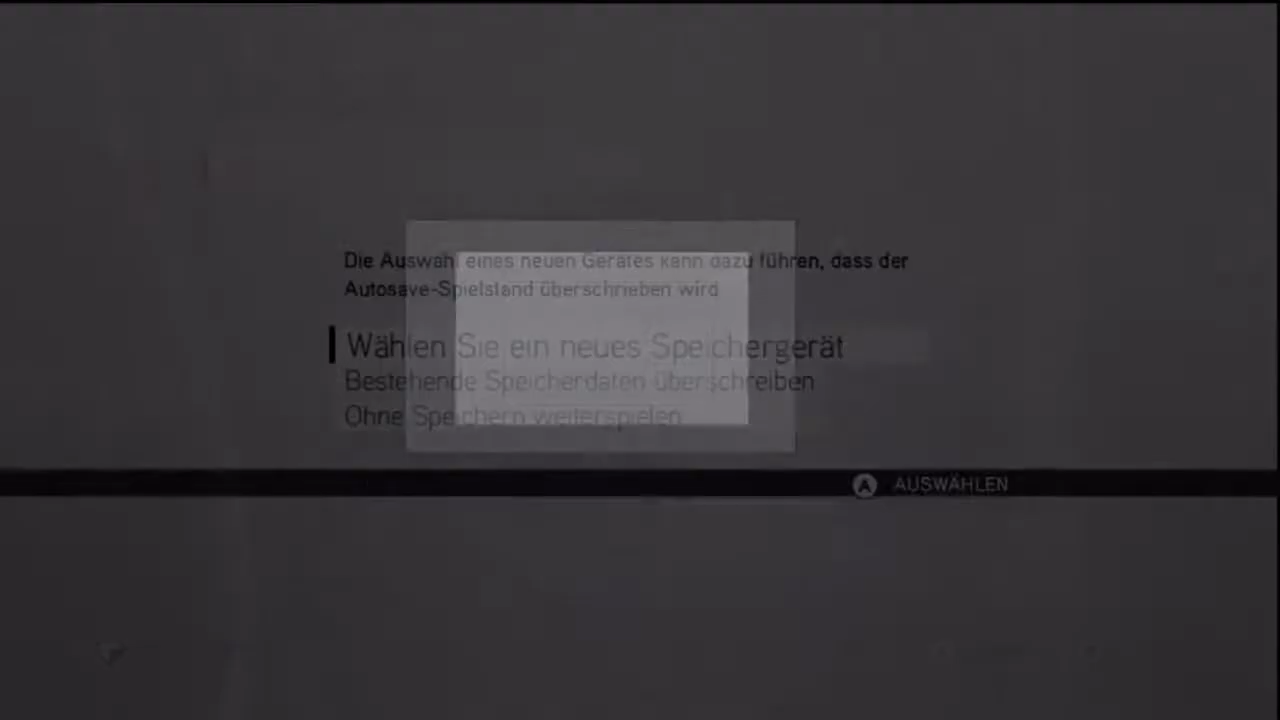 Die Auswahl eines neuen Gerätes kann dazu führen, dass der
Autosave-Spielstand überschrieben wird
Wählen Sie ein neues Speichergerät
Bestehende Speicherdaten überschreiben
Ohne Speichern weiterspielen
A AUSWÄHLEN